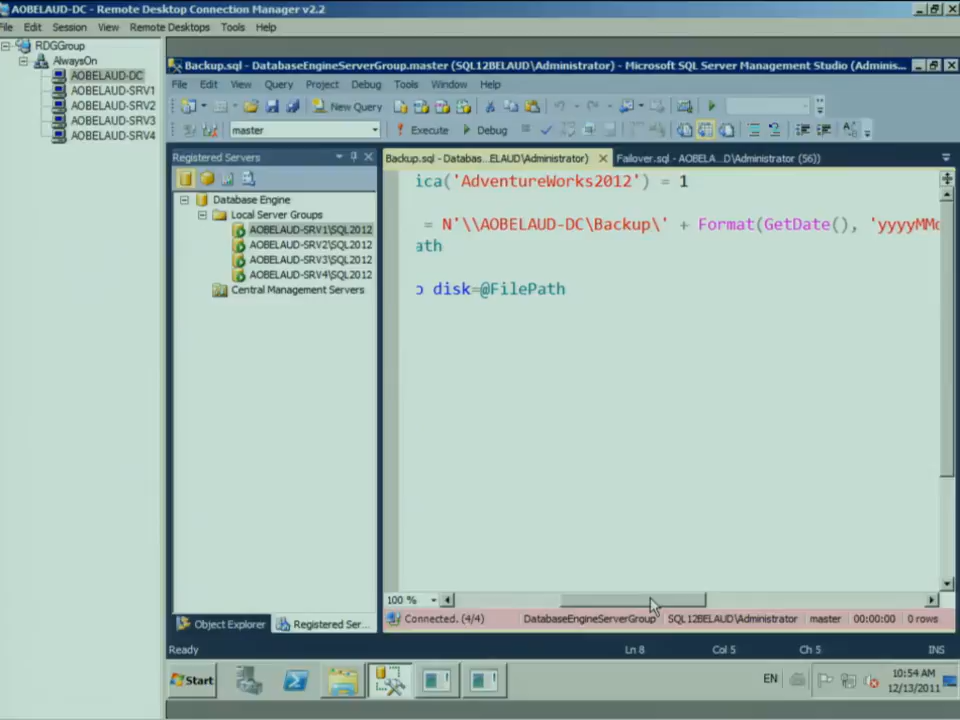 AOBELAUD-DC - Remote Desktop Connection Manager v2.2
File Edit Session View Remote Desktops Tools Help
RDGGroup
AlwaysOn
AOBELAUD-DC
AOBELAUD-SRV1
AOBELAUD-SRV2
AOBELAUD-SRV3
AOBELAUD-SRV4
Backup.sql - DatabaseEngineServerGroup.master (SQL12BELAUD\Administrator) - Microsoft SQL Server Management Studio (Adminis...
File Edit View Query Project Debug Tools Window Help
New Query
master
Execute Debug
Registered Servers
Database Engine
Local Server Groups
AOBELAUD-SRV1\SQL2012
AOBELAUD-SRV2\SQL2012
AOBELAUD-SRV3\SQL2012
AOBELAUD-SRV4\SQL2012
Central Management Servers
Object Explorer Registered Ser...
Backup.sql - Databas...ELAUD\Administrator) Failover.sql - AOBELA...D\Administrator (56))
ica('AdventureWorks2012') = 1
= N'\\AOBELAUD-DC\Backup\' + Format(GetDate(), 'yyyyMM
ath
o disk=@FilePath
100 %
Connected. (4/4) DatabaseEngineServerGroup SQL12BELAUD\Administrator master 00:00:00 0 rows
Ready Ln 8 Col 5 Ch 5 INS
Start EN 10:54 AM
12/13/2011